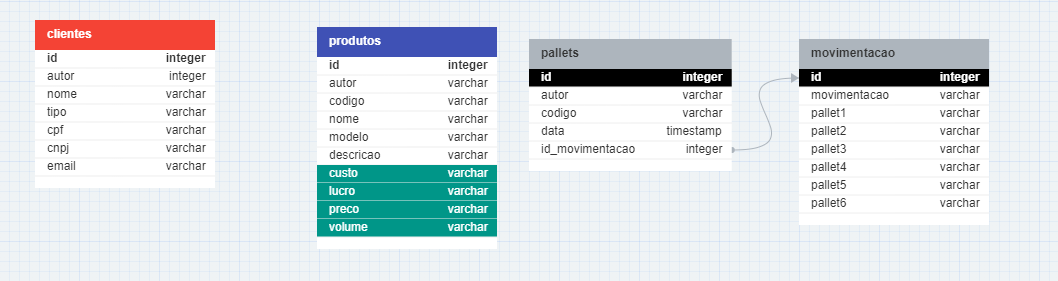 clientes
id integer
autor integer
nome varchar
tipo varchar
cpf varchar
cnpj varchar
email varchar
produtos
id integer
autor varchar
codigo varchar
nome varchar
modelo varchar
descricao varchar
custo varchar
lucro varchar
preco varchar
volume varchar
pallets
id integer
autor varchar
codigo varchar
data timestamp
id_movimentacao integer
movimentacao
id integer
movimentacao varchar
pallet1 varchar
pallet2 varchar
pallet3 varchar
pallet4 varchar
pallet5 varchar
pallet6 varchar